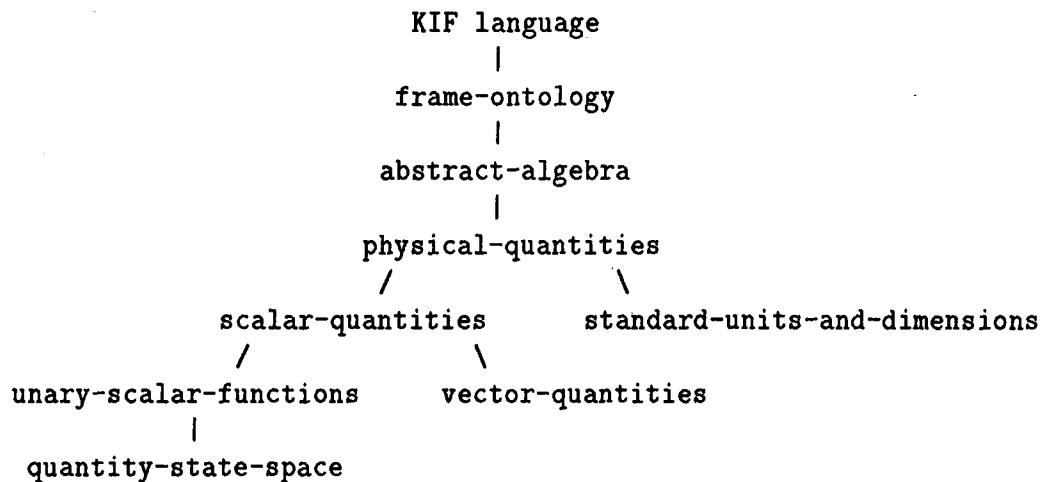 KIF language
frame-ontology
abstract-algebra
physical-quantities
scalar-quantities standard-units-and-dimensions
unary-scalar-functions vector-quantities
quantity-state-space